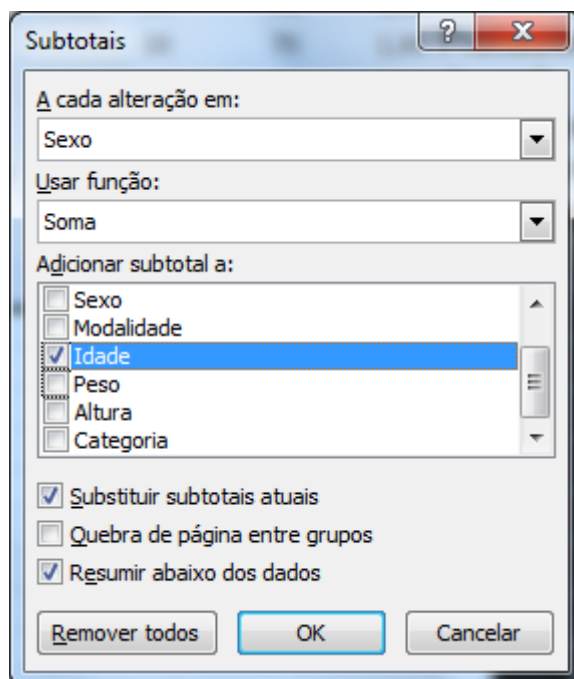 Subtotais
A cada alteração em:
Sexo
Usar função:
Soma
Adicionar subtotal a:
Sexo
Modalidade
Idade
Peso
Altura
Categoria
Substituir subtotais atuais
Quebra de página entre grupos
Resumir abaixo dos dados
Remover todos OK Cancelar